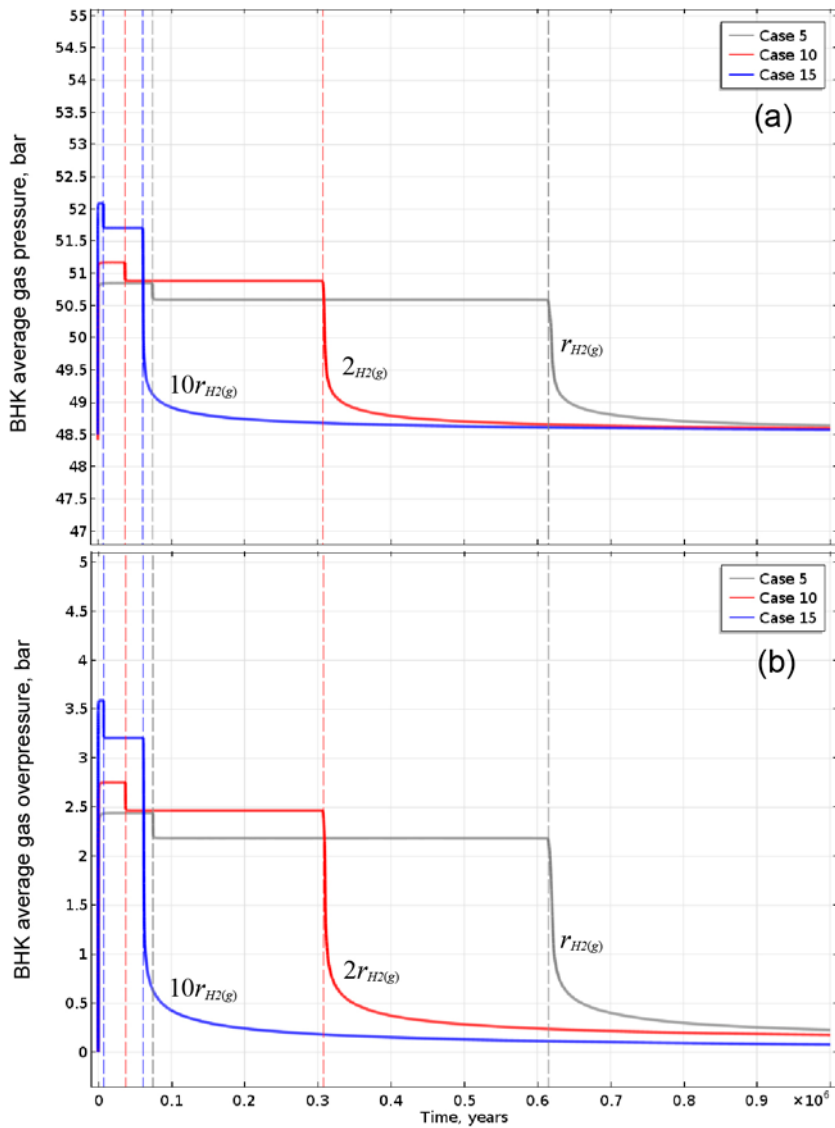 BHK average gas pressure, bar
55
54.5
54
53.5
53
52.5
52
51.5
51
50.5
50
49.5
49
48.5
48
47.5
47
Case 5
Case 10
Case 15
(a)
10rH2(g)
2H2(g)
rH2(g)
BHK average gas overpressure, bar
5
4.5
4
3.5
3
2.5
2
1.5
1
0.5
0
Case 5
Case 10
Case 15
(b)
10rH2(g)
2rH2(g)
rH2(g)
0 0.1 0.2 0.3 0.4 0.5 0.6 0.7 0.8 0.9 ×10⁶
Time, years